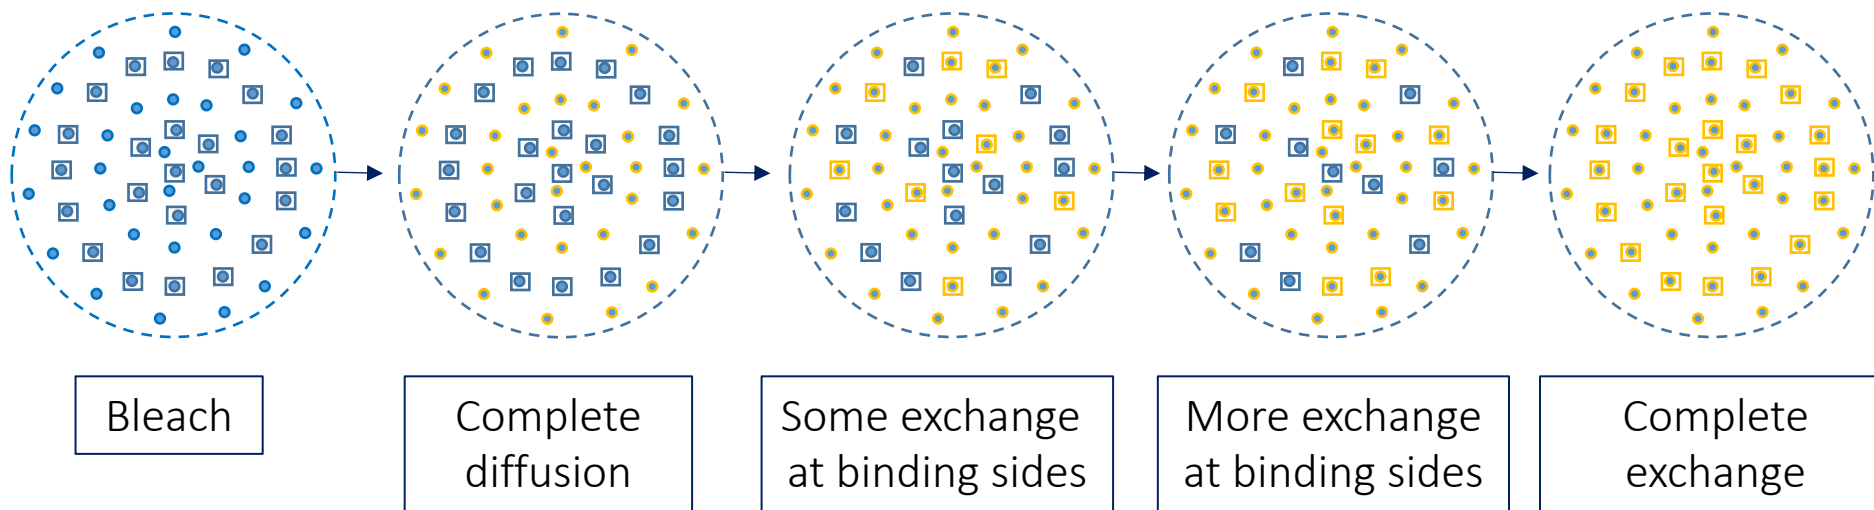 Bleach
Complete
diffusion
Some exchange
at binding sides
More exchange
at binding sides
Complete
exchange